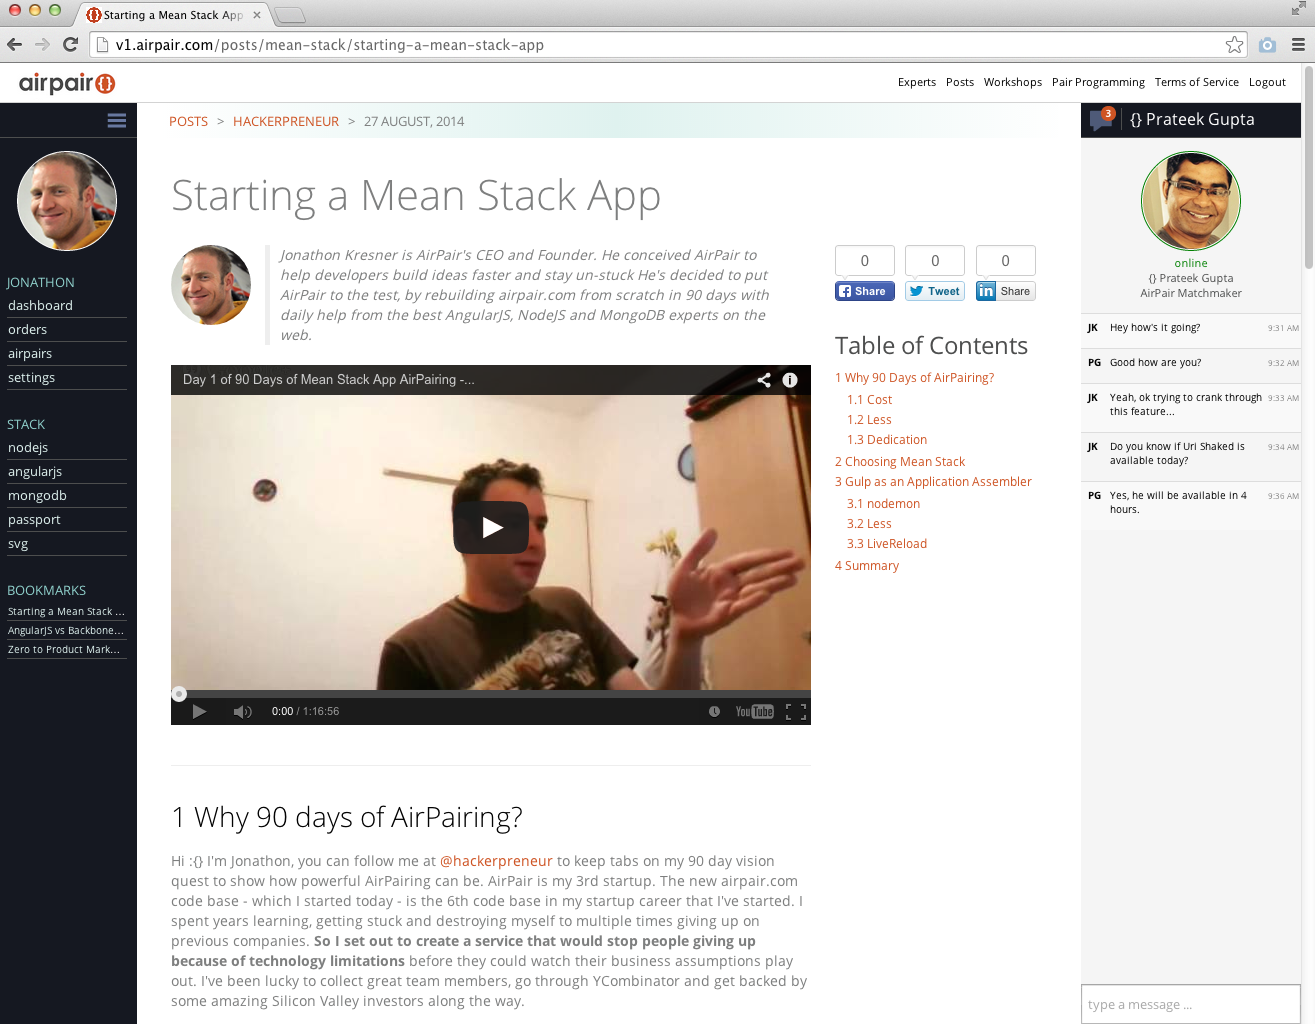 Starting a Mean Stack App
v1.airpair.com/posts/mean-stack/starting-a-mean-stack-app
airpair{}
Experts Posts Workshops Pair Programming Terms of Service Logout
JONATHON
dashboard
orders
airpairs
settings
STACK
nodejs
angularjs
mongodb
passport
svg
BOOKMARKS
Starting a Mean Stack ...
AngularJS vs Backbone...
Zero to Product Mark...
POSTS > HACKERPRENEUR > 27 AUGUST, 2014
Starting a Mean Stack App
Jonathon Kresner is AirPair's CEO and Founder. He conceived AirPair to
help developers build ideas faster and stay un-stuck He's decided to put
AirPair to the test, by rebuilding airpair.com from scratch in 90 days with
daily help from the best AngularJS, NodeJS and MongoDB experts on the
web.
Day 1 of 90 Days of Mean Stack App AirPairing -...
0:00 / 1:16:56
YouTube
1 Why 90 days of AirPairing?
Hi :{} I'm Jonathon, you can follow me at @hackerpreneur to keep tabs on my 90 day vision
quest to show how powerful AirPairing can be. AirPair is my 3rd startup. The new airpair.com
code base - which I started today - is the 6th code base in my startup career that I've started. I
spent years learning, getting stuck and destroying myself to multiple times giving up on
previous companies. So I set out to create a service that would stop people giving up
because of technology limitations before they could watch their business assumptions play
out. I've been lucky to collect great team members, go through YCombinator and get backed by
some amazing Silicon Valley investors along the way.
0 0 0
Share Tweet in Share
Table of Contents
1 Why 90 Days of AirPairing?
1.1 Cost
1.2 Less
1.3 Dedication
2 Choosing Mean Stack
3 Gulp as an Application Assembler
3.1 nodemon
3.2 Less
3.3 LiveReload
4 Summary
3 {} Prateek Gupta
online
{} Prateek Gupta
AirPair Matchmaker
JK Hey how's it going? 9:31 AM
PG Good how are you? 9:32 AM
JK Yeah, ok trying to crank through 9:33 AM
this feature...
JK Do you know if Uri Shaked is 9:34 AM
available today?
PG Yes, he will be available in 4 9:36 AM
hours.
type a message ...